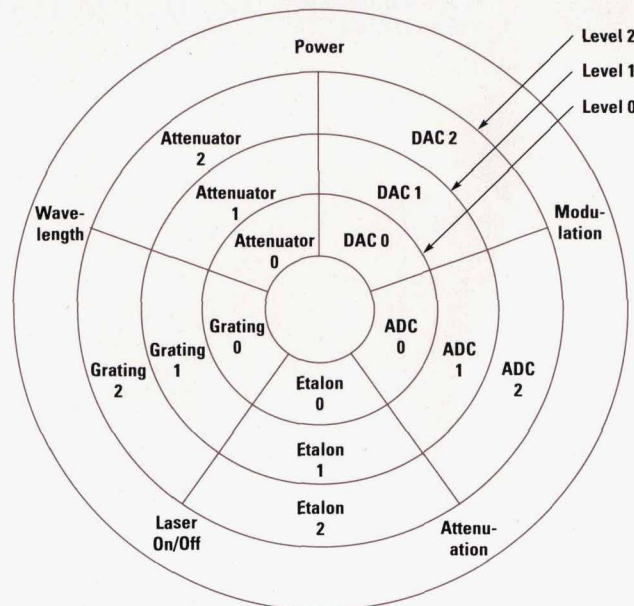 Power
Level 2
Level 1
Level 0
Attenuator
2
DAC 2
Attenuator
1
DAC 1
Wave-
length
Modu-
lation
Attenuator
0
DAC 0
Grating
0
ADC
0
Grating
1
ADC
1
Grating
2
ADC
2
Etalon
0
Etalon
1
Etalon
2
Laser
On/Off
Attenu-
ation